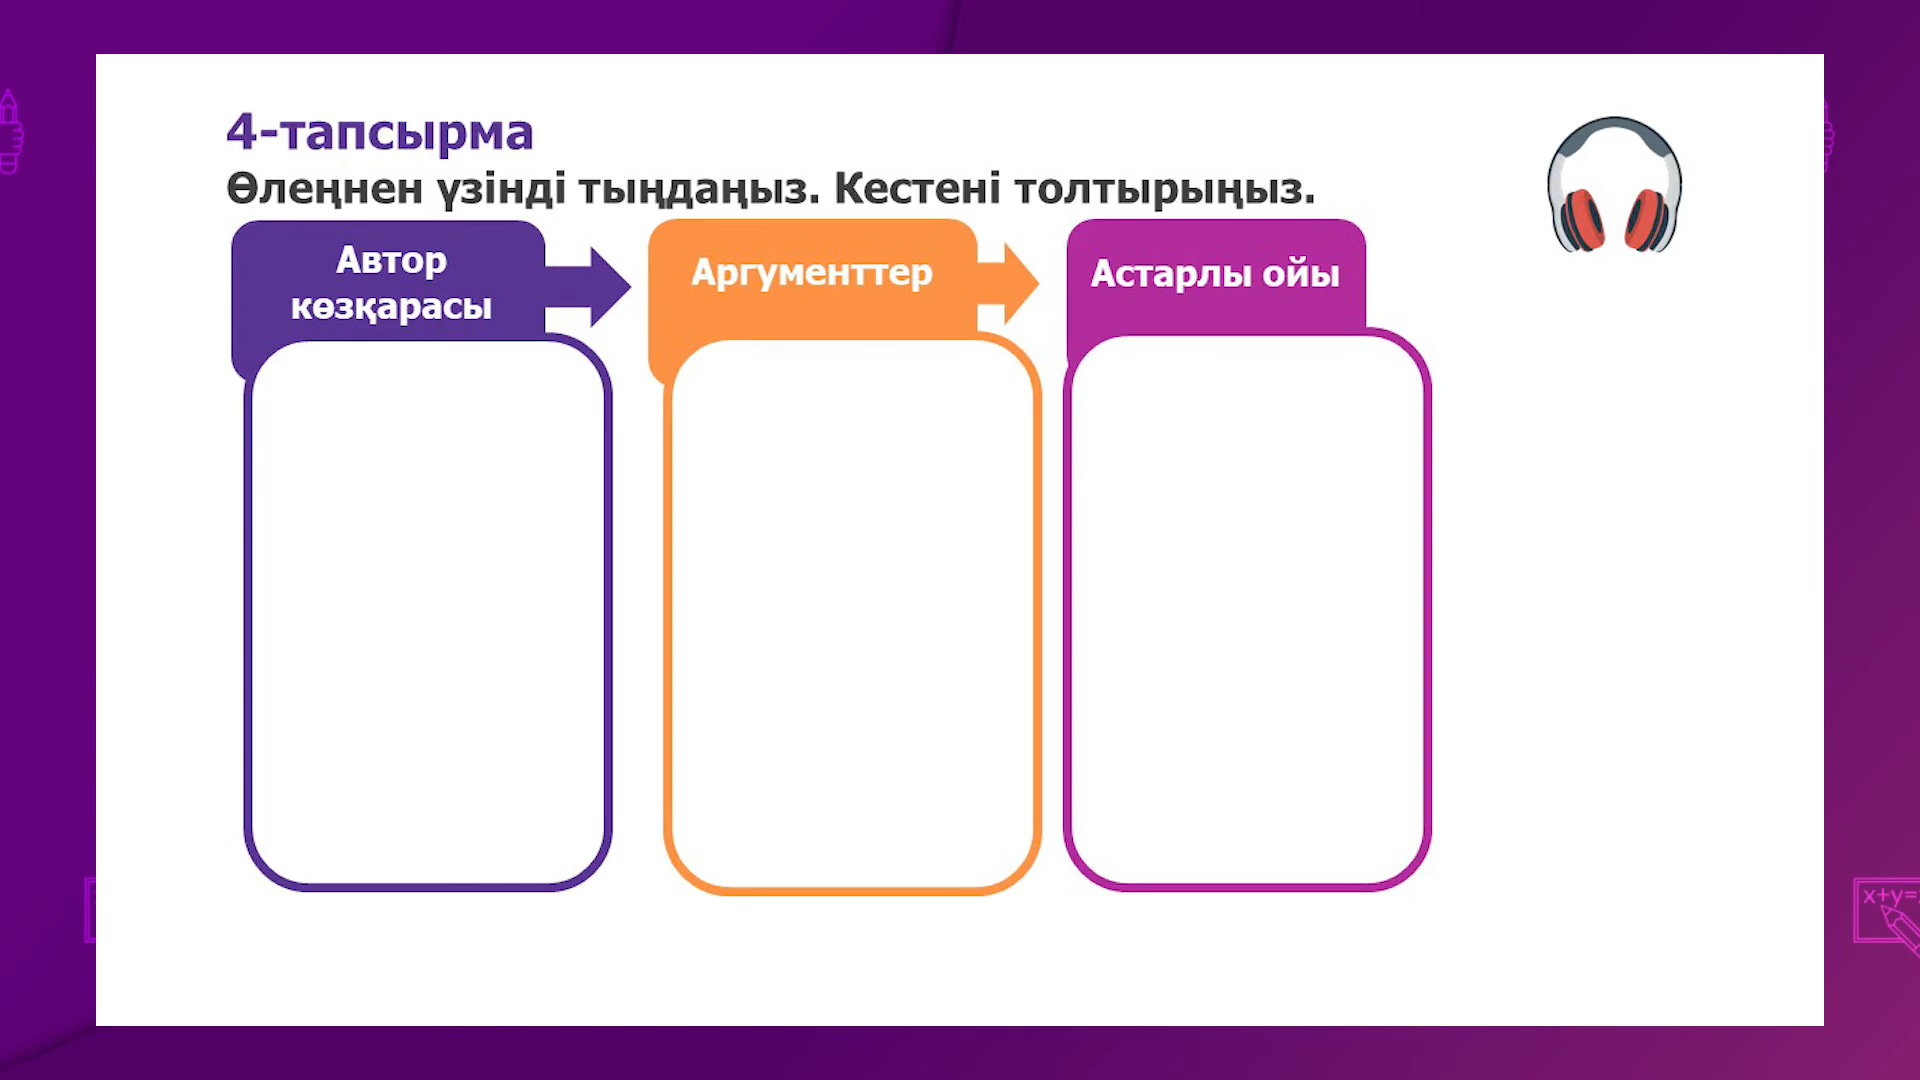 4-тапсырма
Өлеңнен үзінді тыңдаңыз. Кестені толтырыңыз.
Автор
көзқарасы
Аргументтер
Астарлы ойы
x+y=